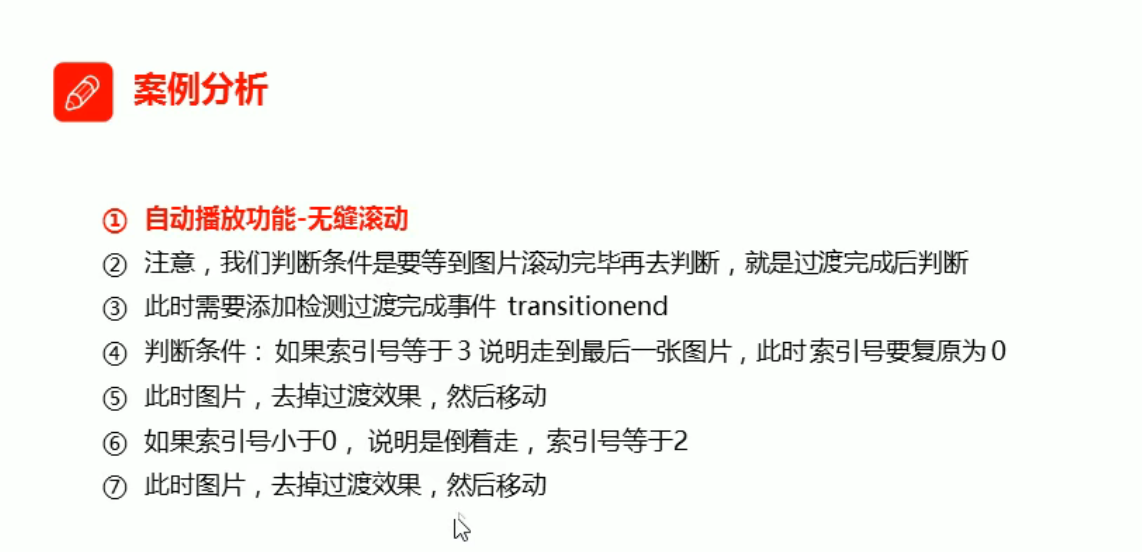 案例分析
① 自动播放功能-无缝滚动
② 注意，我们判断条件是要等到图片滚动完毕再去判断，就是过渡完成后判断
③ 此时需要添加检测过渡完成事件 transitionend
④ 判断条件：如果索引号等于 3 说明走到最后一张图片，此时 索引号要复原为 0
⑤ 此时图片，去掉过渡效果，然后移动
⑥ 如果索引号小于0， 说明是倒着走， 索引号等于2
⑦ 此时图片，去掉过渡效果，然后移动